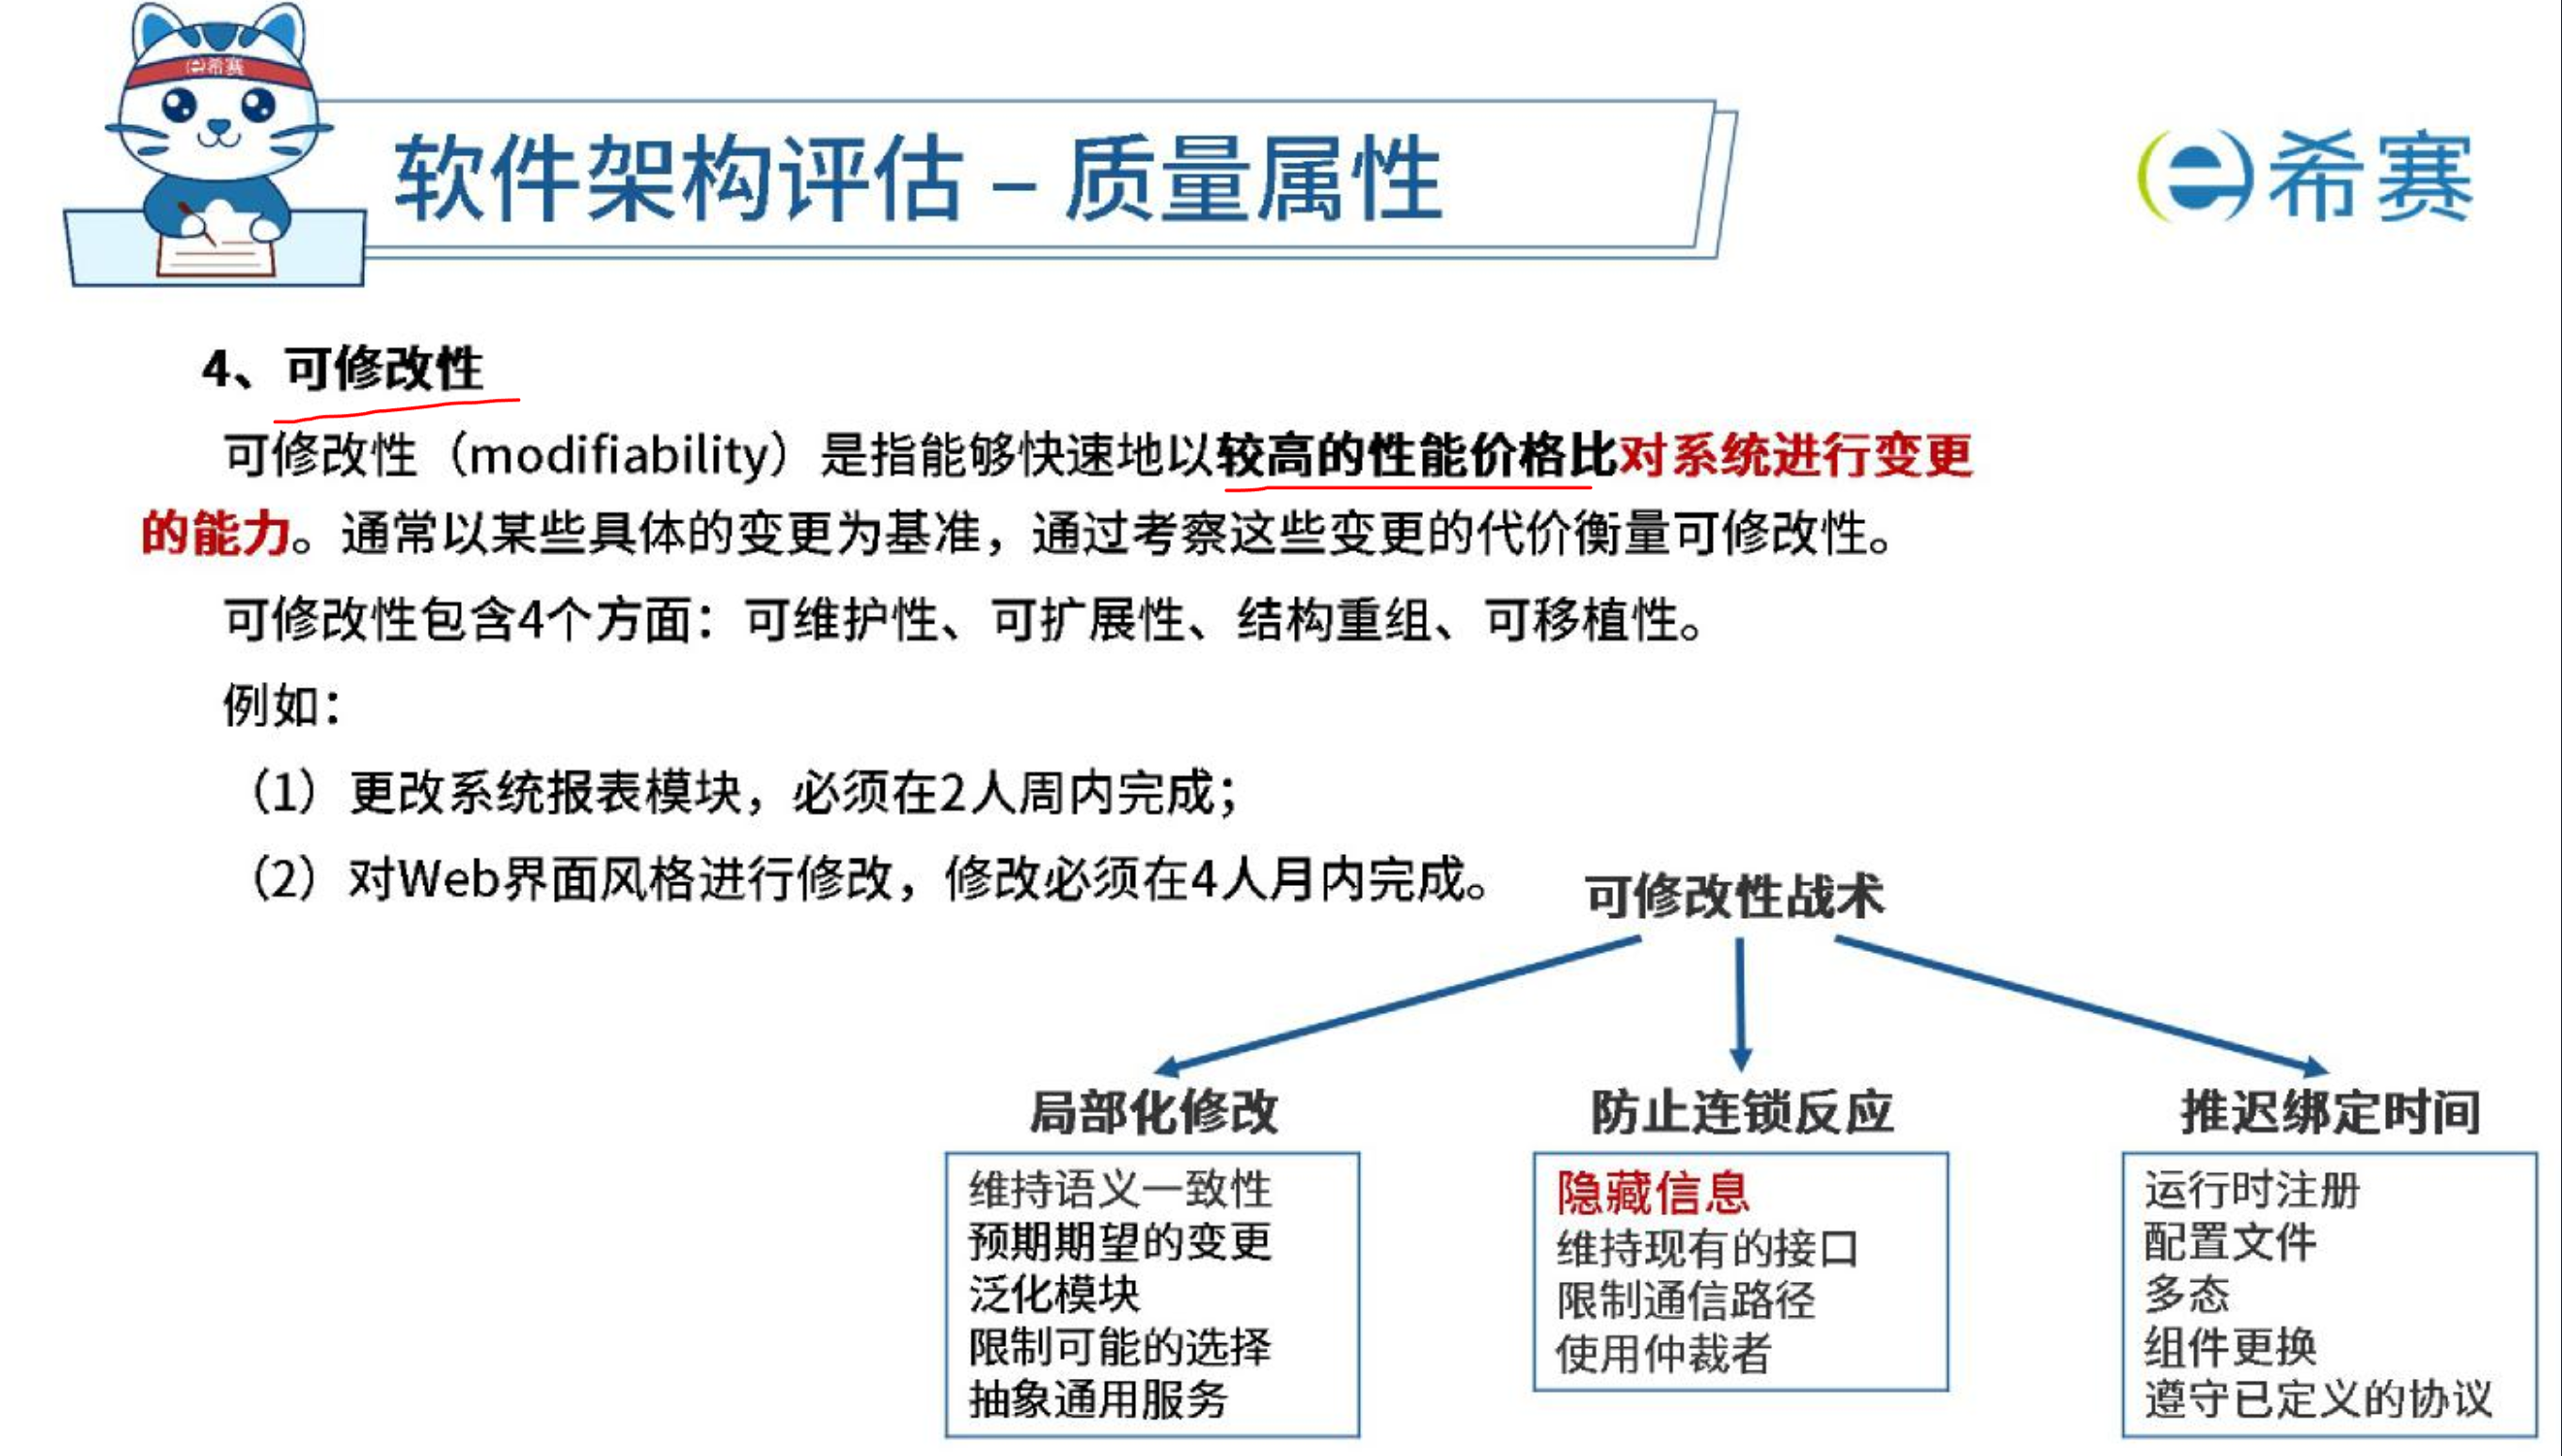 希赛
软件架构评估 – 质量属性
希赛
4、可修改性
可修改性（modifiability）是指能够快速地以较高的性能价格比对系统进行变更
的能力。通常以某些具体的变更为基准，通过考察这些变更的代价衡量可修改性。
可修改性包含4个方面：可维护性、可扩展性、结构重组、可移植性。
例如：
（1）更改系统报表模块，必须在2人周内完成；
（2）对Web界面风格进行修改，修改必须在4人月内完成。
可修改性战术
局部化修改
维持语义一致性
预期期望的变更
泛化模块
限制可能的选择
抽象通用服务
防止连锁反应
隐藏信息
维持现有的接口
限制通信路径
使用仲裁者
推迟绑定时间
运行时注册
配置文件
多态
组件更换
遵守已定义的协议